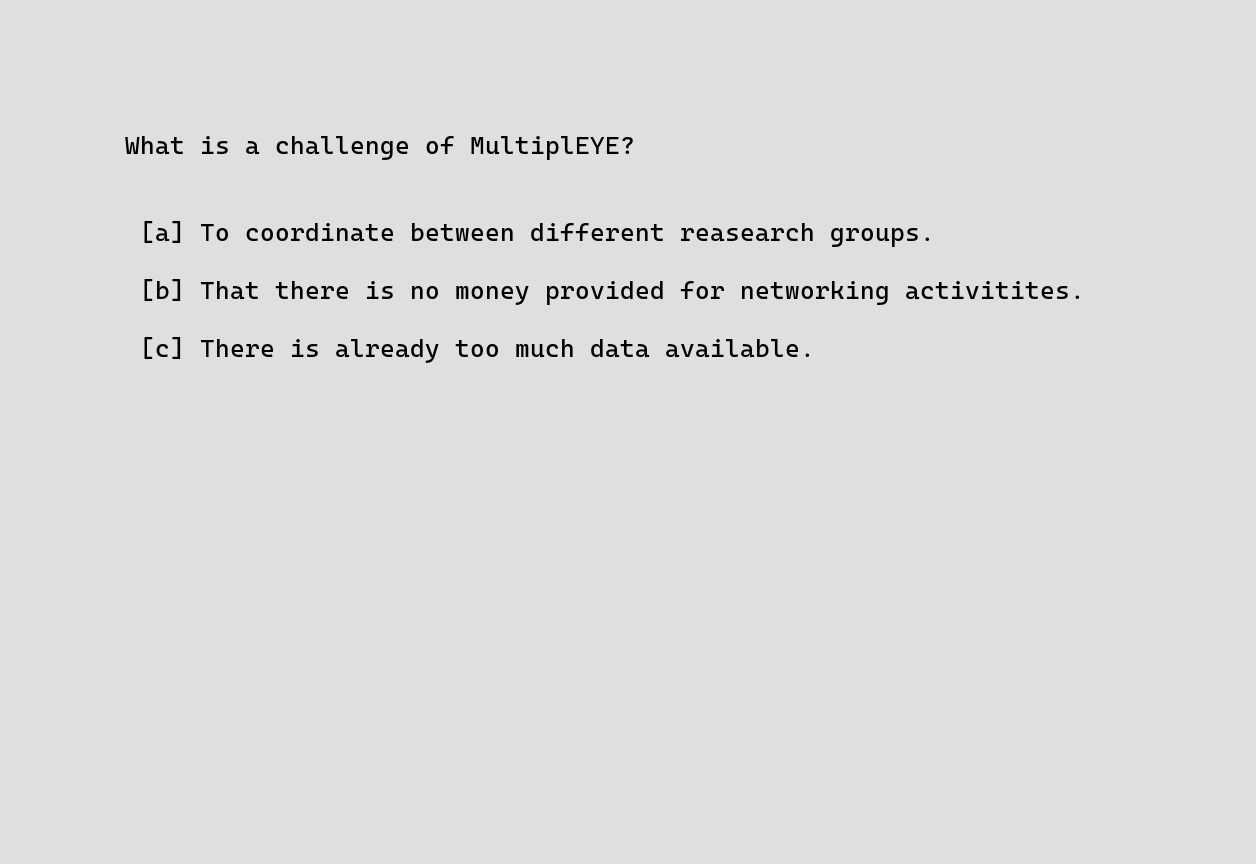 What is a challenge of MultiplEYE?
[a] To coordinate between different reasearch groups.
[b] That there is no money provided for networking activitites.
[c] There is already too much data available.